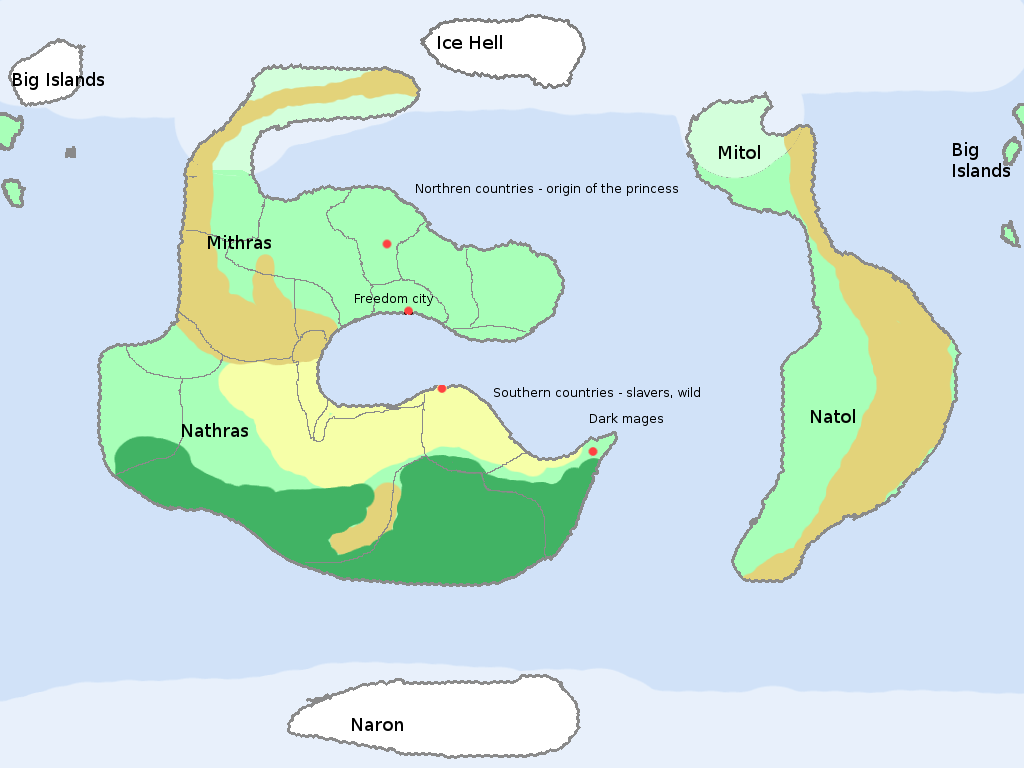 Ice Hell
Big Islands
Mitol
Big
Islands
Northren countries - origin of the princess
Mithras
Freedom city
Southern countries - slavers, wild
Dark mages
Natol
Nathras
Naron